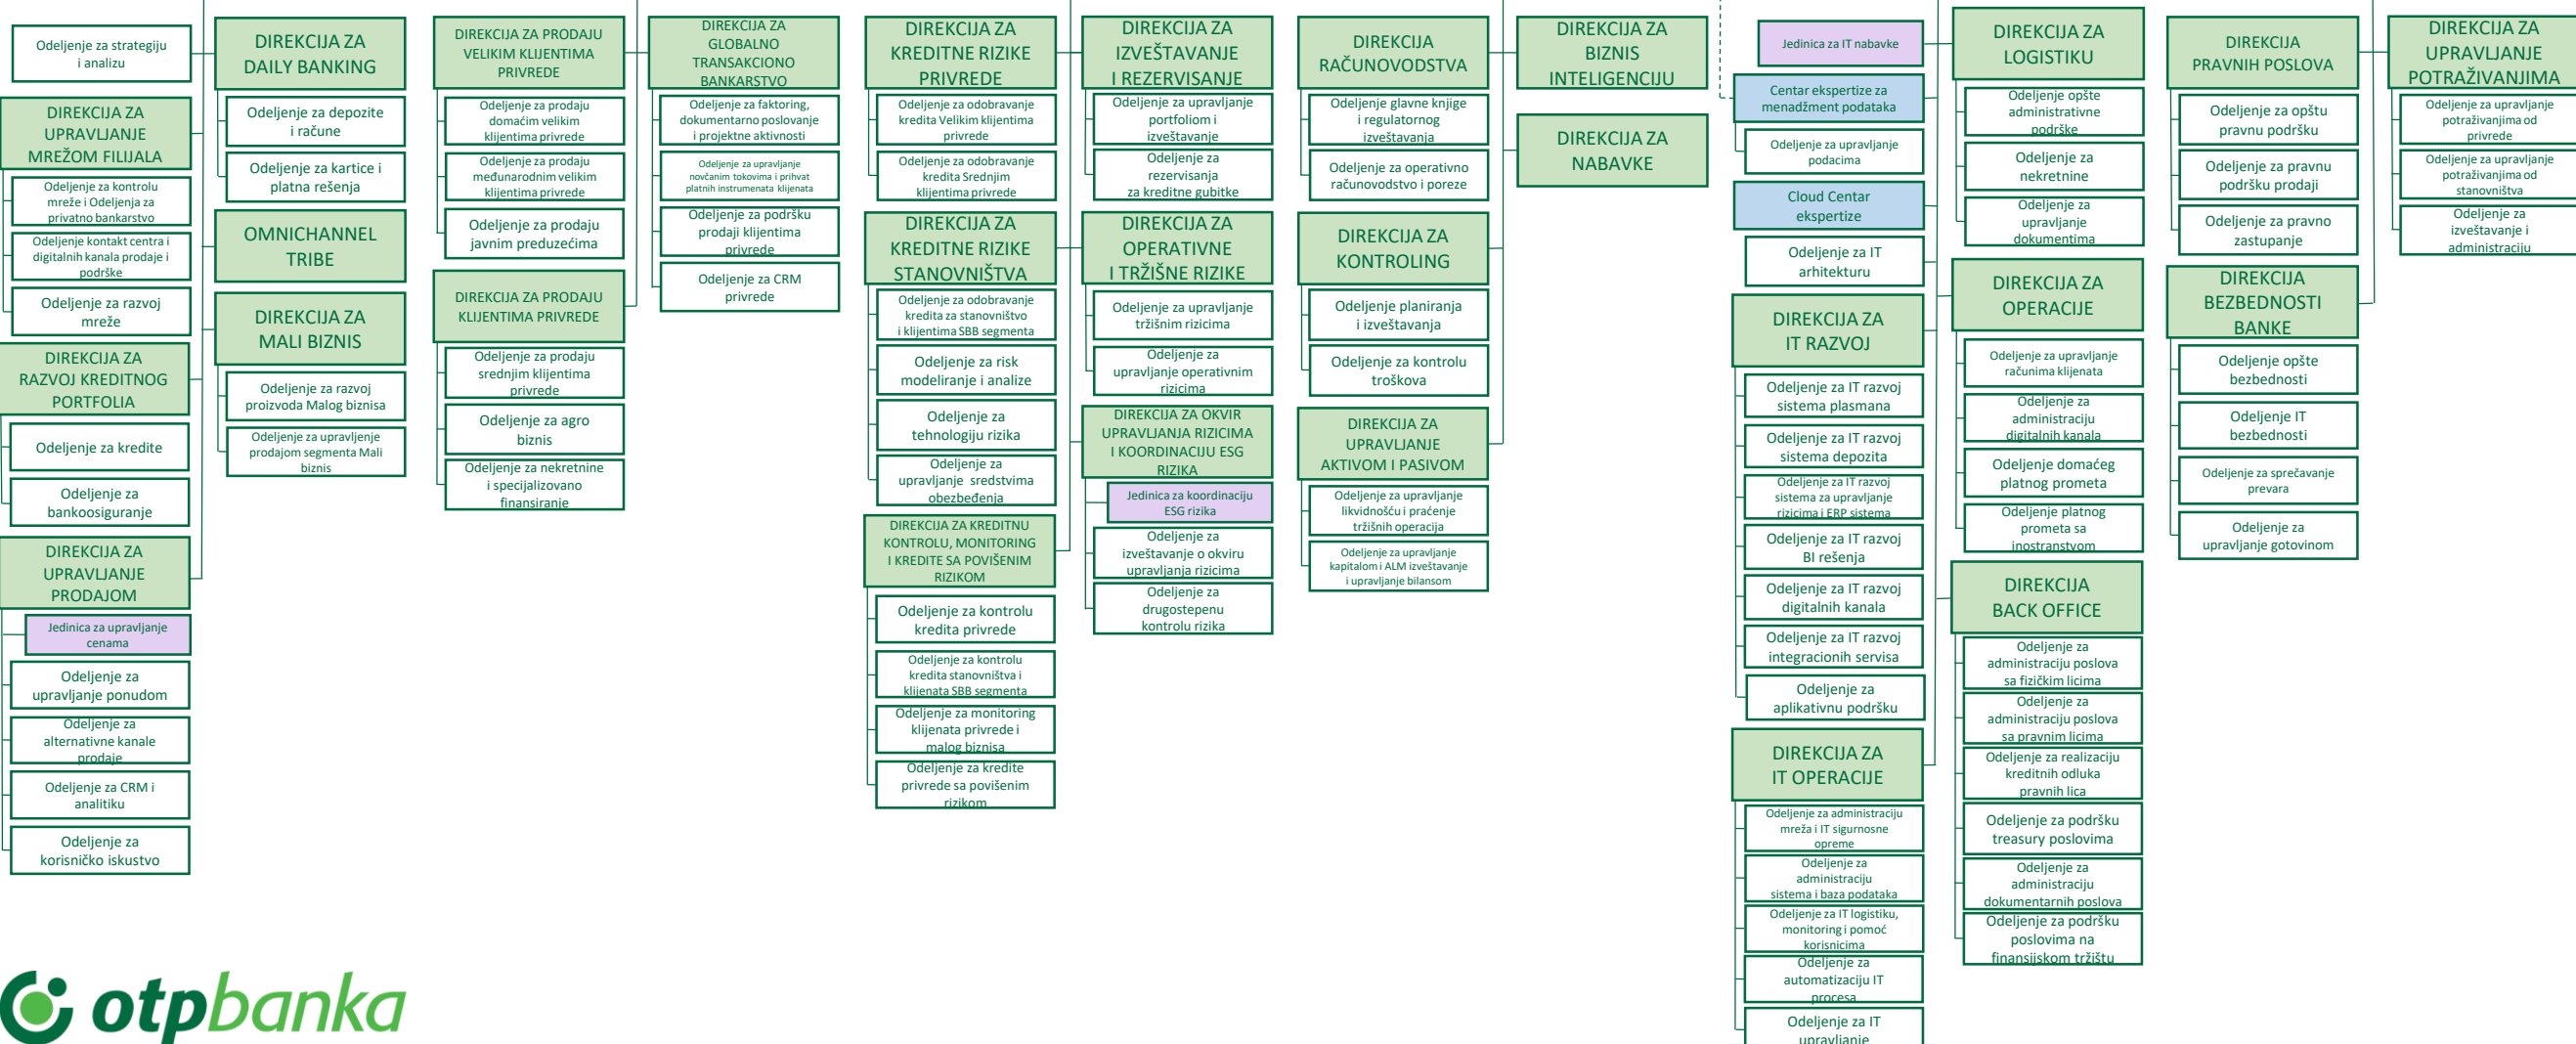 Odeljenje za strategiju
i analizu
DIREKCIJA ZA
UPRAVLJANJE
MREŽOM FILIJALA
Odeljenje za kontrolu
mreže i Odeljenja za
privatno bankarstvo
Odeljenje kontakt centra i
digitalnih kanala prodaje i
podrške
Odeljenje za razvoj
mreže
DIREKCIJA ZA
RAZVOJ KREDITNOG
PORTFOLIA
Odeljenje za kredite
Odeljenje za
bankoosiguranje
DIREKCIJA ZA
UPRAVLJANJE
PRODAJOM
Jedinica za upravljanje
cenama
Odeljenje za
upravljanje ponudom
Odeljenje za
alternativne kanale
prodaje
Odeljenje za CRM i
analitiku
Odeljenje za
korisničko iskustvo
DIREKCIJA ZA
DAILY BANKING
Odeljenje za depozite
i račune
Odeljenje za kartice i
platna rešenja
OMNICHANNEL
TRIBE
DIREKCIJA ZA
MALI BIZNIS
Odeljenje za razvoj
proizvoda Malog biznisa
Odeljenje za upravljanje
prodajom segmenta Mali
biznis
DIREKCIJA ZA PRODAJU
VELIKIM KLIJENTIMA
PRIVREDE
Odeljenje za prodaju
domaćim velikim
klijentima privrede
Odeljenje za prodaju
međunarodnim velikim
klijentima privrede
Odeljenje za prodaju
javnim preduzećima
DIREKCIJA ZA PRODAJU
KLIJENTIMA PRIVREDE
Odeljenje za prodaju
srednjim klijentima
privrede
Odeljenje za agro
biznis
Odeljenje za nekretnine
i specijalizovano
finansiranje
DIREKCIJA ZA
GLOBALNO
TRANSAKCIONO
BANKARSTVO
Odeljenje za faktoring,
dokumentarno poslovanje
i projektne aktivnosti
Odeljenje za upravljanje
novčanim tokovima i prihvat
platnih instrumenata klijenata
Odeljenje za podršku
prodaji klijentima
privrede
Odeljenje za CRM
privrede
DIREKCIJA ZA
KREDITNE RIZIKE
PRIVREDE
Odeljenje za odobravanje
kredita Velikim klijentima
privrede
Odeljenje za odobravanje
kredita Srednjim
klijentima privrede
DIREKCIJA ZA
KREDITNE RIZIKE
STANOVNIŠTVA
Odeljenje za odobravanje
kredita za stanovništvo
i klijentima SBB segmenta
Odeljenje za risk
modeliranje i analize
Odeljenje za
tehnologiju rizika
Odeljenje za
upravljanje sredstvima
obezbeđenja
DIREKCIJA ZA KREDITNU
KONTROLU, MONITORING
I KREDITE SA POVIŠENIM
RIZIKOM
Odeljenje za kontrolu
kredita privrede
Odeljenje za kontrolu
kredita stanovništva i
klijenata SBB segmenta
Odeljenje za monitoring
klijenata privrede i
malog biznisa
Odeljenje za kredite
privrede sa povišenim
rizikom
DIREKCIJA ZA
IZVEŠTAVANJE
I REZERVISANJE
Odeljenje za upravljanje
portfoliom i
izveštavanje
Odeljenje za
rezervisanja
za kreditne gubitke
DIREKCIJA ZA
OPERATIVNE
I TRŽIŠNE RIZIKE
Odeljenje za upravljanje
tržišnim rizicima
Odeljenje za
upravljanje operativnim
rizicima
DIREKCIJA ZA OKVIR
UPRAVLJANJA RIZICIMA
I KOORDINACIJU ESG
RIZIKA
Jedinica za koordinaciju
ESG rizika
Odeljenje za
izveštavanje o okviru
upravljanja rizicima
Odeljenje za
drugostepenu
kontrolu rizika
DIREKCIJA
RAČUNOVODSTVA
Odeljenje glavne knjige
i regulatornog
izveštavanja
Odeljenje za operativno
računovodstvo i poreze
DIREKCIJA ZA
KONTROLING
Odeljenje planiranja
i izveštavanja
Odeljenje za kontrolu
troškova
DIREKCIJA ZA
UPRAVLJANJE
AKTIVOM I PASIVOM
Odeljenje za upravljanje
likvidnošću i praćenje
tržišnih operacija
Odeljenje za upravljanje
kapitalom i ALM izveštavanje
i upravljanje bilansom
DIREKCIJA ZA
BIZNIS
INTELIGENCIJU
DIREKCIJA ZA
NABAVKE
Jedinica za IT nabavke
Centar ekspertize za
menadžment podataka
Odeljenje za upravljanje
podacima
Cloud Centar
ekspertize
Odeljenje za IT
arhitekturu
DIREKCIJA ZA
IT RAZVOJ
Odeljenje za IT razvoj
sistema plasmana
Odeljenje za IT razvoj
sistema depozita
Odeljenje za IT razvoj
sistema za upravljanje
rizicima i ERP sistema
Odeljenje za IT razvoj
BI rešenja
Odeljenje za IT razvoj
digitalnih kanala
Odeljenje za IT razvoj
integracionih servisa
Odeljenje za
aplikativnu podršku
DIREKCIJA ZA
IT OPERACIJE
Odeljenje za administraciju
mreža i IT sigurnosne
opreme
Odeljenje za
administraciju
sistema i baza podataka
Odeljenje za IT logistiku,
monitoring i pomoć
korisnicima
Odeljenje za
automatizaciju IT
procesa
Odeljenje za IT
upravljanje
DIREKCIJA ZA
LOGISTIKU
Odeljenje opšte
administrativne
podrške
Odeljenje za
nekretnine
Odeljenje za
upravljanje
dokumentima
DIREKCIJA ZA
OPERACIJE
Odeljenje za upravljanje
računima klijenata
Odeljenje za
administraciju
digitalnih kanala
Odeljenje domaćeg
platnog prometa
Odeljenje platnog
prometa sa
inostranstvom
DIREKCIJA
BACK OFFICE
Odeljenje za
administraciju poslova
sa fizičkim licima
Odeljenje za
administraciju poslova
sa pravnim licima
Odeljenje za realizaciju
kreditnih odluka
pravnih lica
Odeljenje za podršku
treasury poslovima
Odeljenje za
administraciju
dokumentarnih poslova
Odeljenje za podršku
poslovima na
finansijskom tržištu
DIREKCIJA
PRAVNIH POSLOVA
Odeljenje za opštu
pravnu podršku
Odeljenje za pravnu
podršku prodaji
Odeljenje za pravno
zastupanje
DIREKCIJA
BEZBEDNOSTI
BANKE
Odeljenje opšte
bezbednosti
Odeljenje IT
bezbednosti
Odeljenje za sprečavanje
prevara
Odeljenje za
upravljanje gotovinom
DIREKCIJA ZA
UPRAVLJANJE
POTRAŽIVANJIMA
Odeljenje za upravljanje
potraživanjima od
privrede
Odeljenje za upravljanje
potraživanjima od
stanovništva
Odeljenje za
izveštavanje i
administraciju
otpbanka